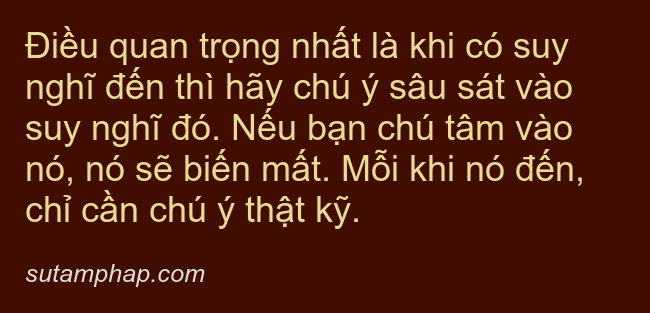 Điều quan trọng nhất là khi có suy
nghĩ đến thì hãy chú ý sâu sát vào
suy nghĩ đó. Nếu bạn chú tâm vào
nó, nó sẽ biến mất. Mỗi khi nó đến,
chỉ cần chú ý thật kỹ.
sutamphap.com